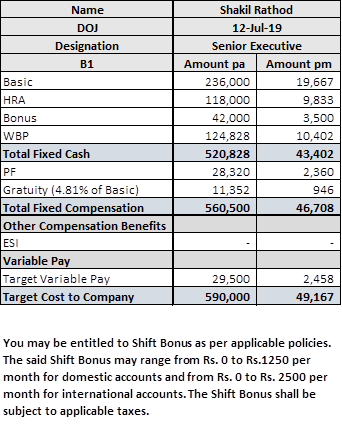 Name Shakil Rathod
DOJ 12-Jul-19
Designation Senior Executive
B1 Amount pa Amount pm
Basic 236,000 19,667
HRA 118,000 9,833
Bonus 42,000 3,500
WBP 124,828 10,402
Total Fixed Cash 520,828 43,402
PF 28,320 2,360
Gratuity (4.81% of Basic) 11,352 946
Total Fixed Compensation 560,500 46,708
Other Compensation Benefits
ESI - -
Variable Pay
Target Variable Pay 29,500 2,458
Target Cost to Company 590,000 49,167
You may be entitled to Shift Bonus as per applicable policies.
The said Shift Bonus may range from Rs. 0 to Rs.1250 per
month for domestic accounts and from Rs. 0 to Rs. 2500 per
month for international accounts. The Shift Bonus shall be
subject to applicable taxes.